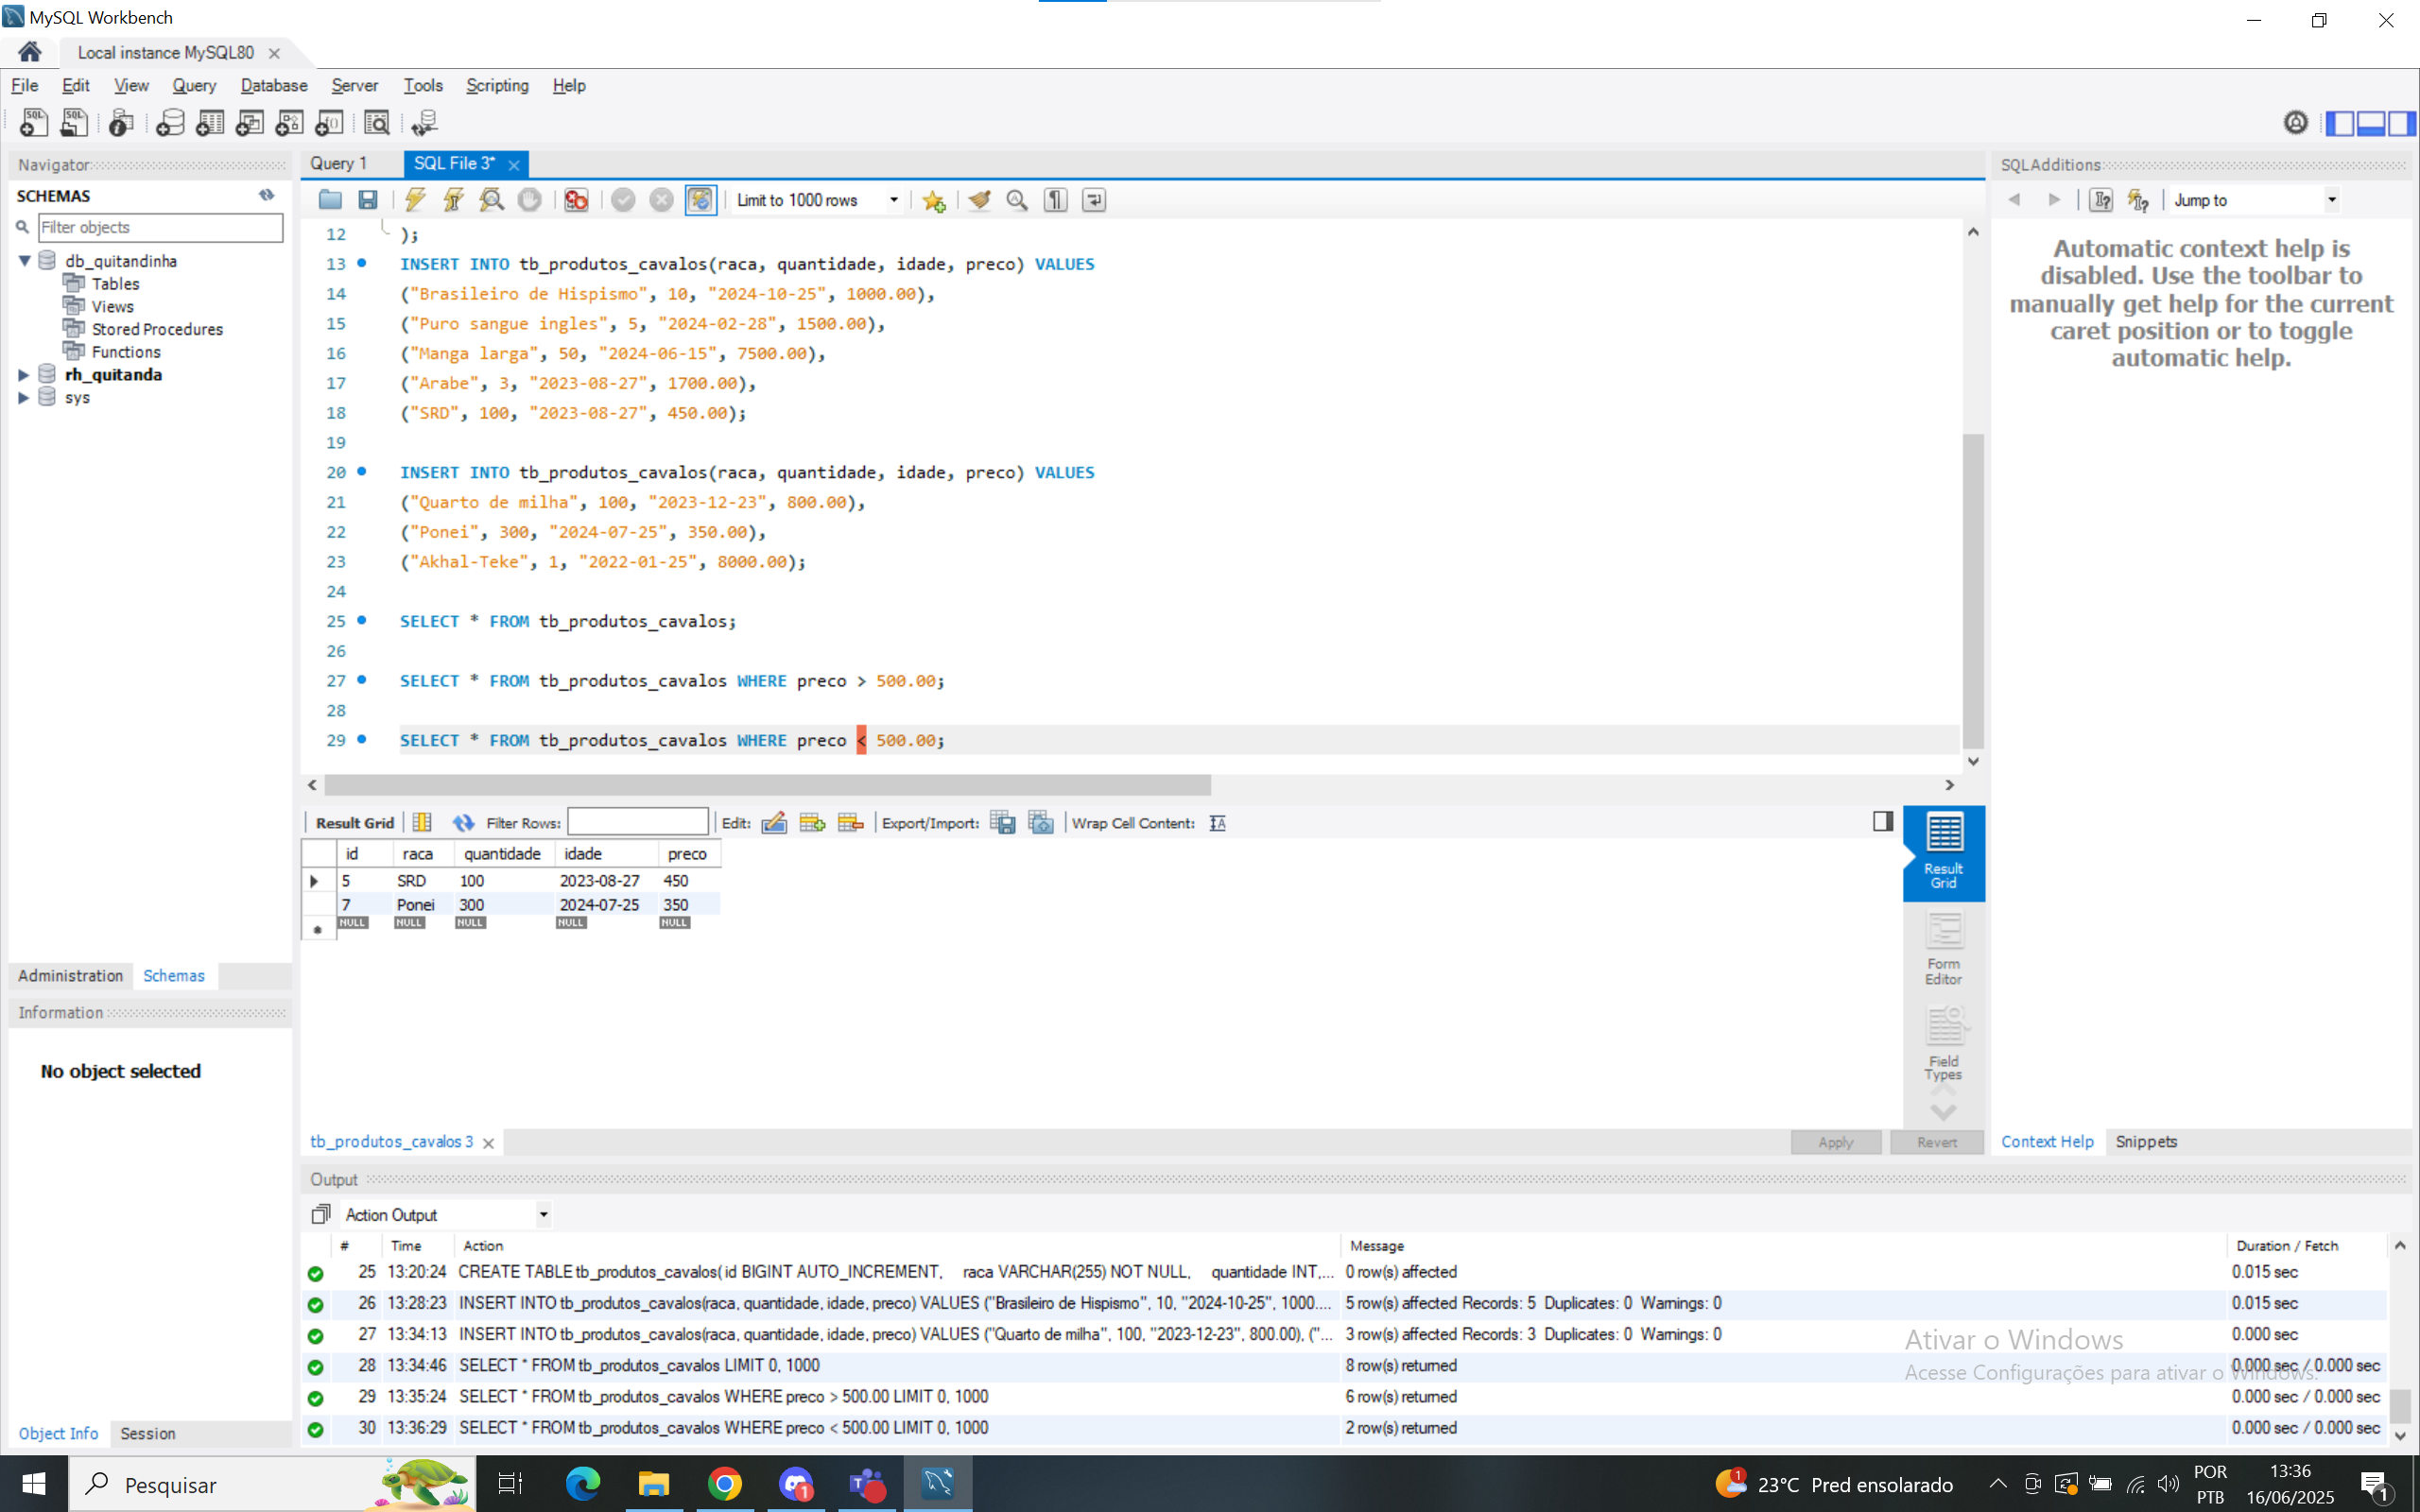 MySQL Workbench
Local instance MySQL80
File Edit View Query Database Server Tools Scripting Help
Navigator
SCHEMAS
Filter objects
db_quitandinha
Tables
Views
Stored Procedures
Functions
rh_quitanda
sys
Administration Schemas
Information
No object selected
Object Info Session
Query 1 SQL File 3*
Limit to 1000 rows
12 );
13 INSERT INTO tb_produtos_cavalos(raca, quantidade, idade, preco) VALUES
14 ("Brasileiro de Hispismo", 10, "2024-10-25", 1000.00),
15 ("Puro sangue ingles", 5, "2024-02-28", 1500.00),
16 ("Manga larga", 50, "2024-06-15", 7500.00),
17 ("Arabe", 3, "2023-08-27", 1700.00),
18 ("SRD", 100, "2023-08-27", 450.00);
19
20 INSERT INTO tb_produtos_cavalos(raca, quantidade, idade, preco) VALUES
21 ("Quarto de milha", 100, "2023-12-23", 800.00),
22 ("Ponei", 300, "2024-07-25", 350.00),
23 ("Akhal-Teke", 1, "2022-01-25", 8000.00);
24
25 SELECT * FROM tb_produtos_cavalos;
26
27 SELECT * FROM tb_produtos_cavalos WHERE preco > 500.00;
28
29 SELECT * FROM tb_produtos_cavalos WHERE preco < 500.00;
Result Grid Filter Rows: Edit: Export/Import: Wrap Cell Content:
id raca quantidade idade preco
5 SRD 100 2023-08-27 450
7 Ponei 300 2024-07-25 350
NULL NULL NULL NULL NULL
Result Grid
Form Editor
Field Types
tb_produtos_cavalos 3
Apply Revert
SQLAdditions
Jump to
Automatic context help is
disabled. Use the toolbar to
manually get help for the current
caret position or to toggle
automatic help.
Context Help Snippets
Output
Action Output
# Time Action Message Duration / Fetch
25 13:20:24 CREATE TABLE tb_produtos_cavalos( id BIGINT AUTO_INCREMENT, raca VARCHAR(255) NOT NULL, quantidade INT,... 0 row(s) affected 0.015 sec
26 13:28:23 INSERT INTO tb_produtos_cavalos(raca, quantidade, idade, preco) VALUES ("Brasileiro de Hispismo", 10, "2024-10-25", 1000.... 5 row(s) affected Records: 5 Duplicates: 0 Warnings: 0 0.015 sec
27 13:34:13 INSERT INTO tb_produtos_cavalos(raca, quantidade, idade, preco) VALUES ("Quarto de milha", 100, "2023-12-23", 800.00), ("... 3 row(s) affected Records: 3 Duplicates: 0 Warnings: 0 0.000 sec
28 13:34:46 SELECT * FROM tb_produtos_cavalos LIMIT 0, 1000 8 row(s) returned 0.000 sec / 0.000 sec
29 13:35:24 SELECT * FROM tb_produtos_cavalos WHERE preco > 500.00 LIMIT 0, 1000 6 row(s) returned 0.000 sec / 0.000 sec
30 13:36:29 SELECT * FROM tb_produtos_cavalos WHERE preco < 500.00 LIMIT 0, 1000 2 row(s) returned 0.000 sec / 0.000 sec
Ativar o Windows
Acesse Configurações para ativar o Windows.
Pesquisar
1
1 23°C Pred ensolarado
POR
PTB
13:36
16/06/2025
1